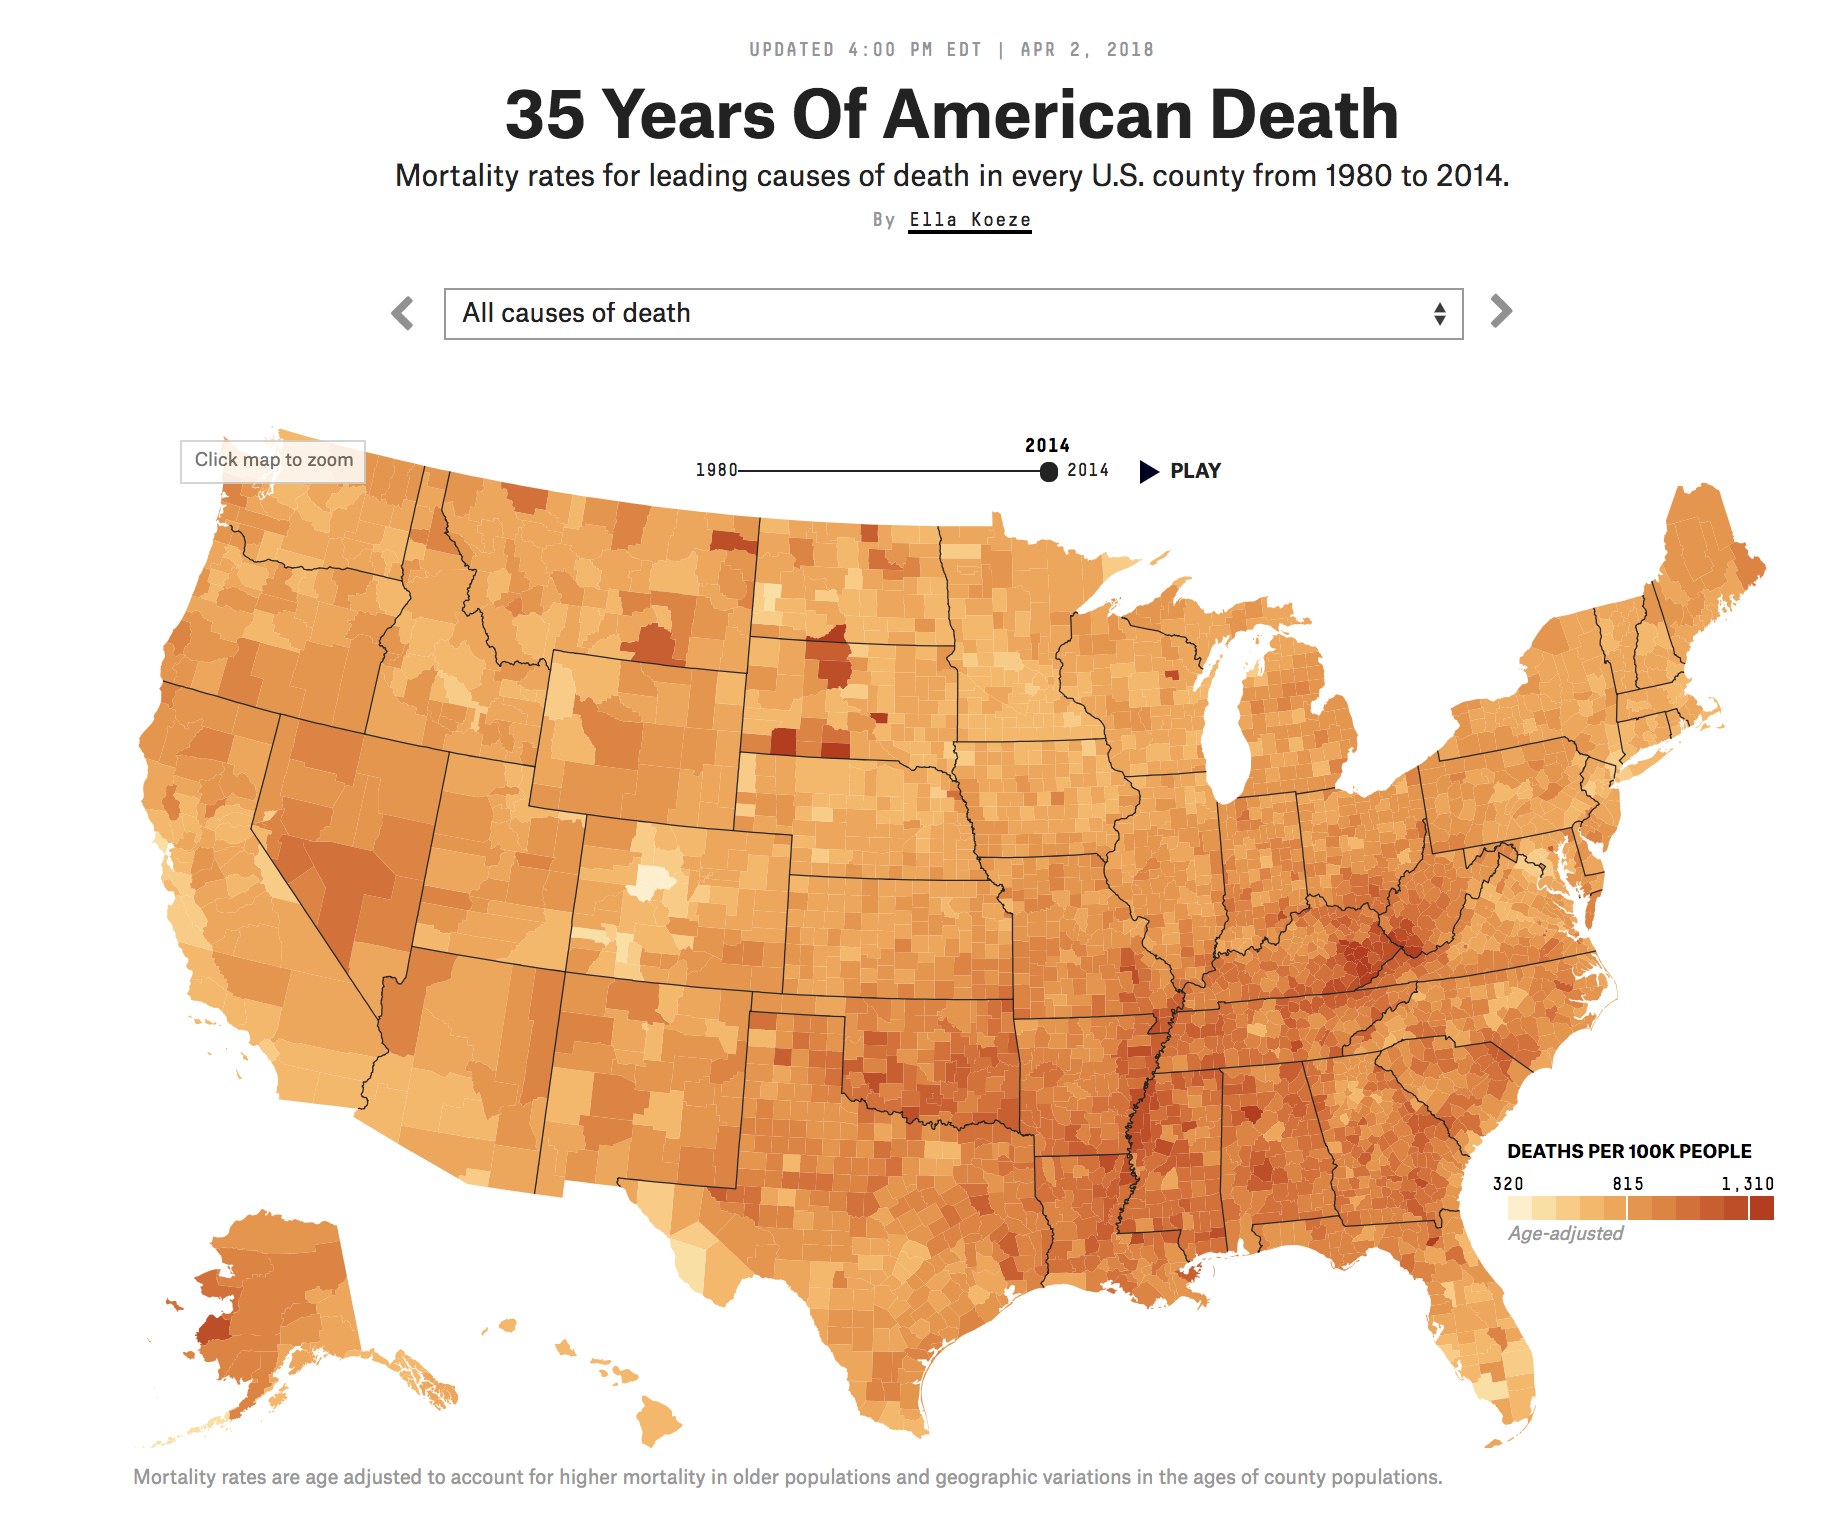 UPDATED 4:00 PM EDT | APR 2, 2018
35 Years Of American Death
Mortality rates for leading causes of death in every U.S. county from 1980 to 2014.
By Ella Koeze
All causes of death
Click map to zoom
2014
1980
2014
PLAY
DEATHS PER 100K PEOPLE
320 815 1,310
Age-adjusted
Mortality rates are age adjusted to account for higher mortality in older populations and geographic variations in the ages of county populations.